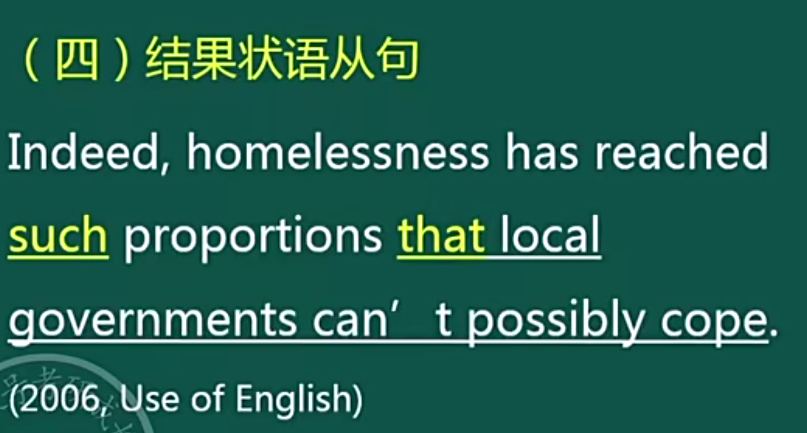 （四）结果状语从句
Indeed, homelessness has reached
such proportions that local
governments can’t possibly cope.
(2006, Use of English)